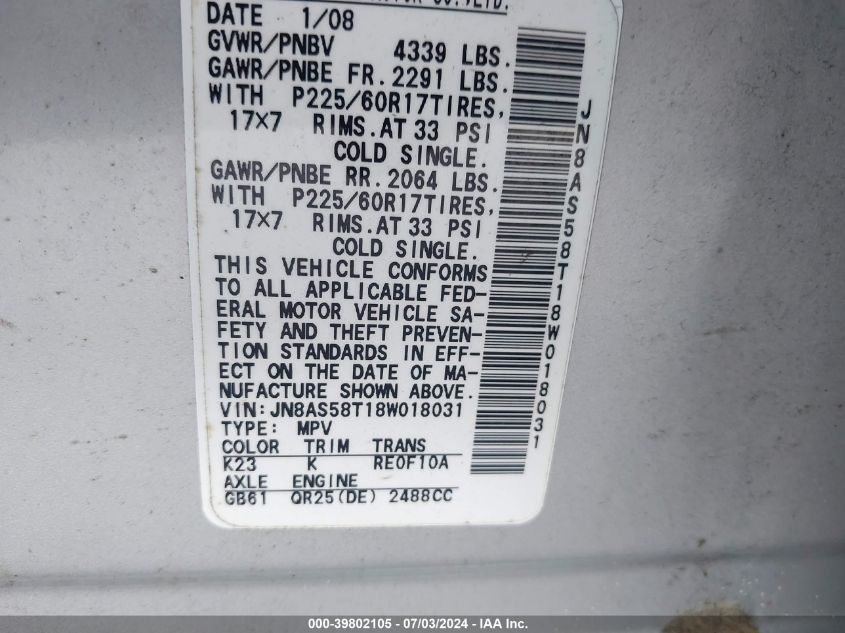 CO.,LTD.
DATE 1/08
GVWR/PNBV 4339 LBS.
GAWR/PNBE FR. 2291 LBS.
WITH P225/60R17TIRES,
17×7 RIMS.AT 33 PSI
COLD SINGLE.
GAWR/PNBE RR. 2064 LBS.
WITH P225/60R17TIRES,
17×7 RIMS.AT 33 PSI
COLD SINGLE.
THIS VEHICLE CONFORMS
TO ALL APPLICABLE FED-
ERAL MOTOR VEHICLE SA-
FETY AND THEFT PREVEN-
TION STANDARDS IN EFF-
ECT ON THE DATE OF MA-
NUFACTURE SHOWN ABOVE.
VIN:JN8AS58T18W018031
TYPE: MPV
COLOR TRIM TRANS
K23 K RE0F10A
AXLE ENGINE
GB61 QR25(DE) 2488CC
JN8AS58T18W018031
000-39802105 - 07/03/2024 - IAA Inc.